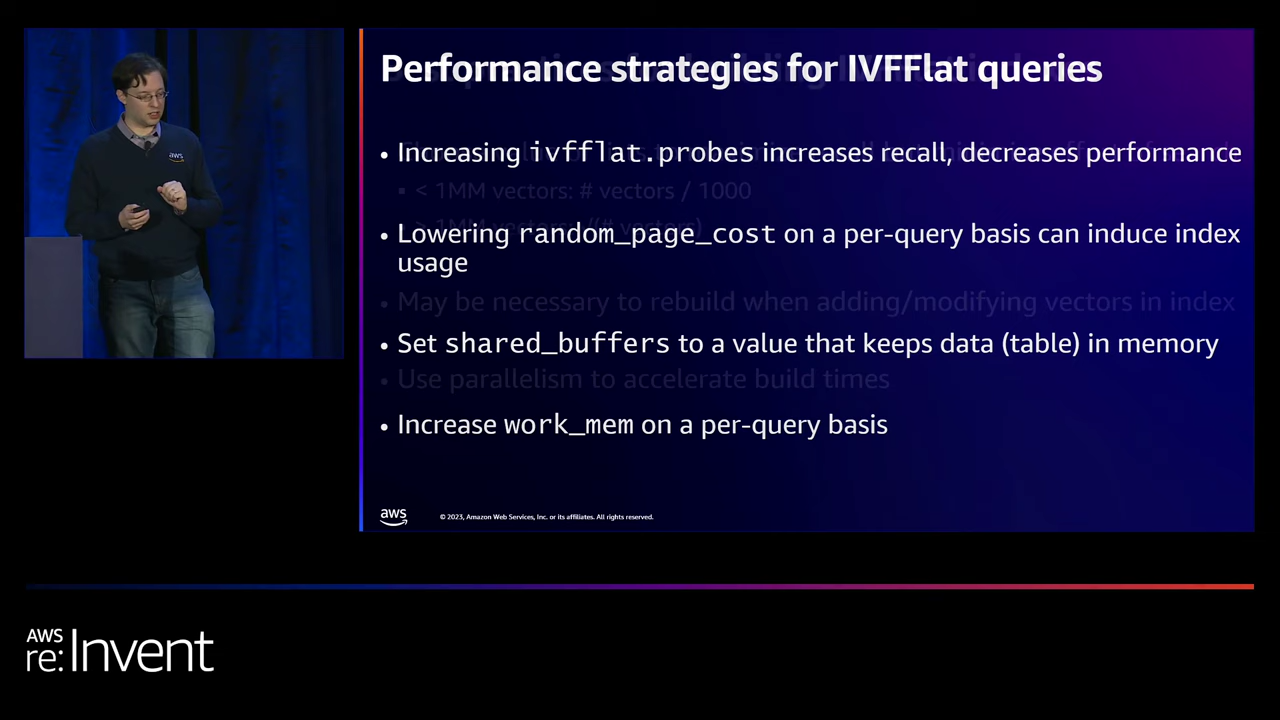 Performance strategies for IVFFlat queries
aws
• Increasing ivfflat.probes increases recall, decreases performance
▪ < 1MM vectors: # vectors / 1000
• Lowering random_page_cost on a per-query basis can induce index
usage
• May be necessary to rebuild when adding/modifying vectors in index
• Set shared_buffers to a value that keeps data (table) in memory
• Use parallelism to accelerate build times
• Increase work_mem on a per-query basis
aws
© 2023, Amazon Web Services, Inc. or its affiliates. All rights reserved.
AWS
re:Invent